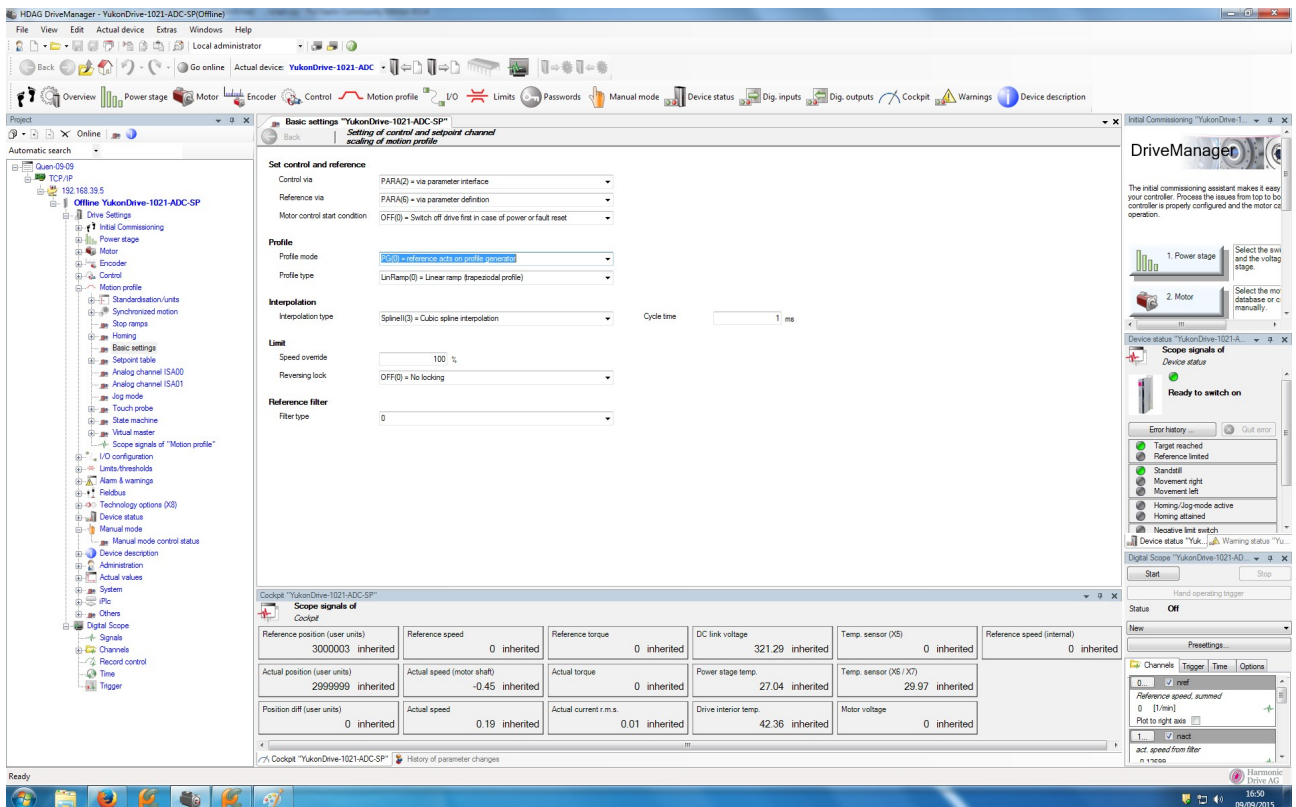 HDAG DriveManager - YukonDrive-1021-ADC-SP(Offline)
File View Edit Actual device Extras Windows Help
Local administrator
Back Go online Actual device: YukonDrive-1021-ADC
Overview Power stage Motor Encoder Control Motion profile I/O Limits Passwords Manual mode Device status Dig. inputs Dig. outputs Cockpit Warnings Device description
Project
Online
Automatic search
Quen-09-09
TCP/IP
192.168.39.5
Offline YukonDrive-1021-ADC-SP
Drive Settings
Initial Commissioning
Power stage
Motor
Encoder
Control
Motion profile
Standardisation/units
Synchronized motion
Stop ramps
Homing
Basic settings
Setpoint table
Analog channel ISA00
Analog channel ISA01
Jog mode
Touch probe
State machine
Virtual master
Scope signals of "Motion profile"
I/O configuration
Limits/thresholds
Alarm & warnings
Fieldbus
Technology options (X8)
Device status
Manual mode
Manual mode control status
Device description
Administration
Actual values
System
iPlc
Others
Digital Scope
Signals
Channels
Record control
Time
Trigger
Basic settings "YukonDrive-1021-ADC-SP"
Back
Setting of control and setpoint channel
scaling of motion profile
Set control and reference
Control via PARA(2) = via parameter interface
Reference via PARA(6) = via parameter definition
Motor control start condition OFF(0) = Switch off drive first in case of power or fault reset
Profile
Profile mode PG(0) = reference acts on profile generator
Profile type LinRamp(0) = Linear ramp (trapeziodal profile)
Interpolation
Interpolation type SplineII(3) = Cubic spline interpolation Cycle time 1 ms
Limit
Speed override 100 %
Reversing lock OFF(0) = No locking
Reference filter
Filter type 0
Cockpit "YukonDrive-1021-ADC-SP"
Scope signals of
Cockpit
Reference position (user units) Reference speed Reference torque DC link voltage Temp. sensor (X5) Reference speed (internal)
3000003 inherited 0 inherited 0 inherited 321.29 inherited 0 inherited 0 inherited
Actual position (user units) Actual speed (motor shaft) Actual torque Power stage temp. Temp. sensor (X6 / X7)
2999999 inherited -0.45 inherited 0 inherited 27.04 inherited 29.97 inherited
Position diff (user units) Actual speed Actual current r.m.s. Drive interior temp. Motor voltage
0 inherited 0.19 inherited 0.01 inherited 42.36 inherited 0 inherited
Cockpit "YukonDrive-1021-ADC-SP" History of parameter changes
Initial Commissioning "YukonDrive-1...
DriveManager
The initial commissioning assistant makes it easy
your controller. Process the issues from top to bo
controller is properly configured and the motor ca
operation.
1. Power stage
Select the swi
and the voltag
stage.
2. Motor
Select the mo
database or c
manually.
Device status "YukonDrive-1021-A...
Scope signals of
Device status
Ready to switch on
Error history ... Quit error
Target reached
Reference limited
Standstill
Movement right
Movement left
Homing/Jog-mode active
Homing attained
Negative limit switch
Device status "Yuk... Warning status "Yu...
Digital Scope "YukonDrive-1021-AD...
Start Stop
Hand operating trigger
Status Off
New
Presettings...
Channels Trigger Time Options
0... nref
Reference speed, summed
0 [1/min]
Plot to right axis
1... nact
act. speed from filter
Ready
Harmonic
Drive AG
16:50
09/09/2015